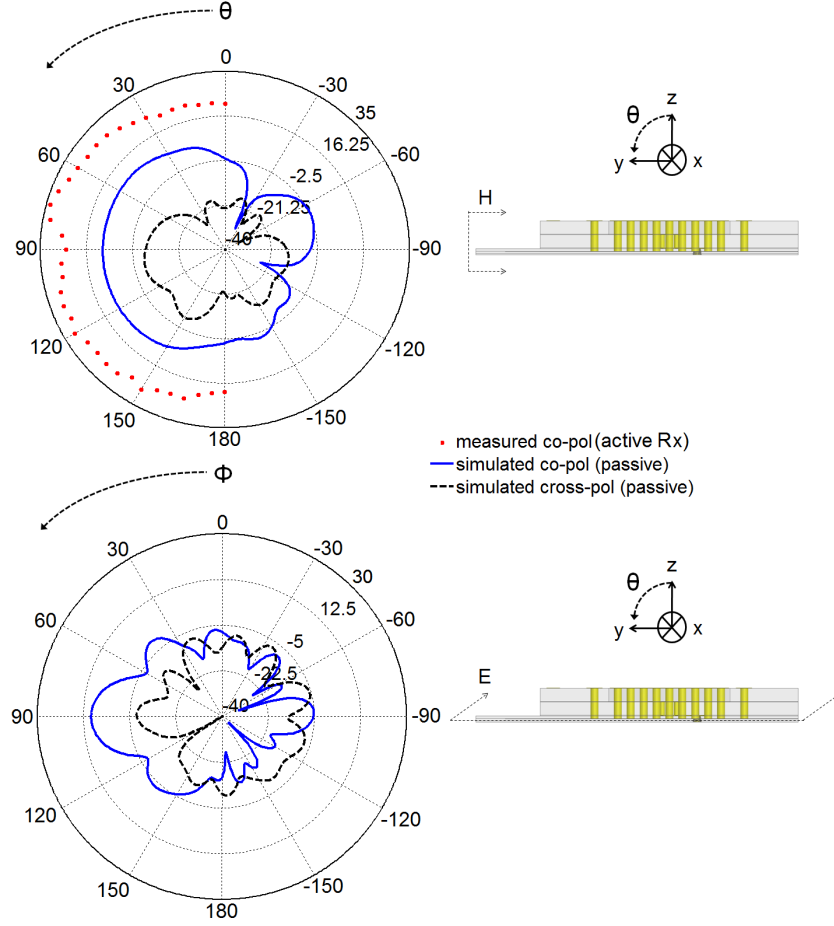 θ
0
30
-30
35
16.25
60
-60
-2.5
-21.25
-40
90
-90
120
-120
150
-150
180
z
θ
y
x
H
measured co-pol (active Rx)
simulated co-pol (passive)
simulated cross-pol (passive)
Φ
0
30
-30
30
12.5
60
-60
-5
-22.5
-40
90
-90
120
-120
150
-150
180
z
θ
y
x
E